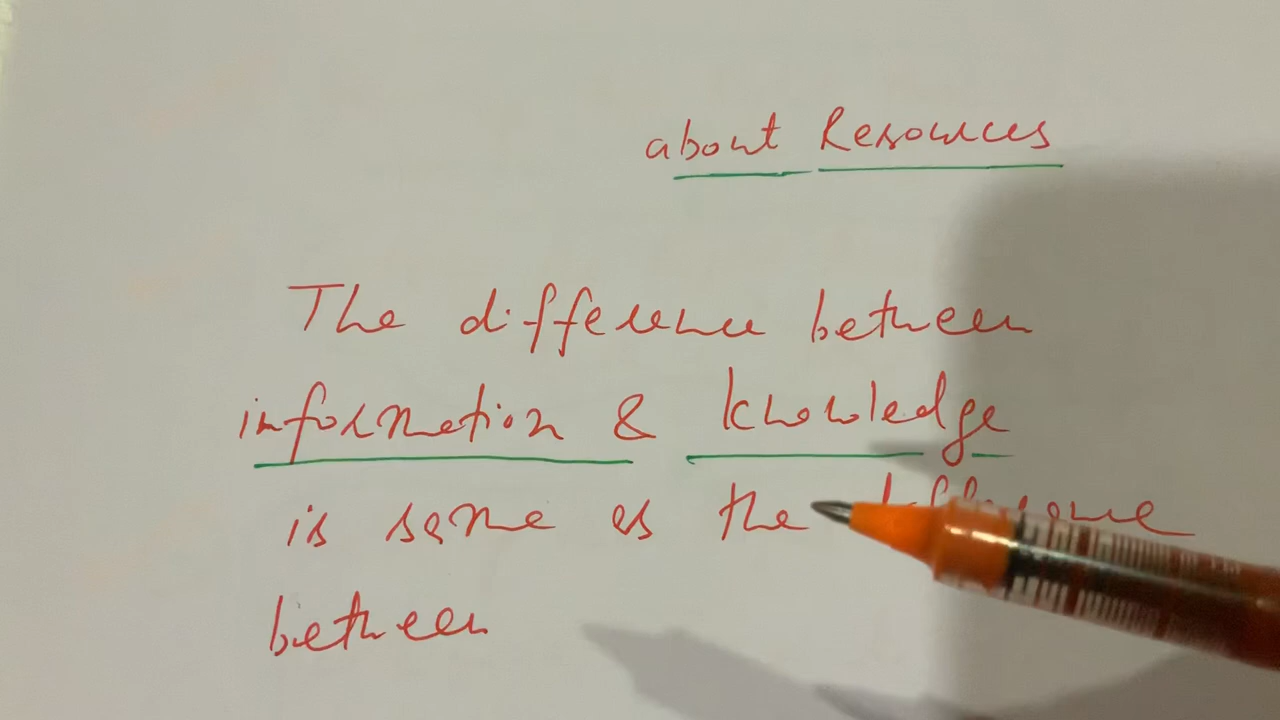 about Resources
The difference between
information & knowledge
is same as the
between